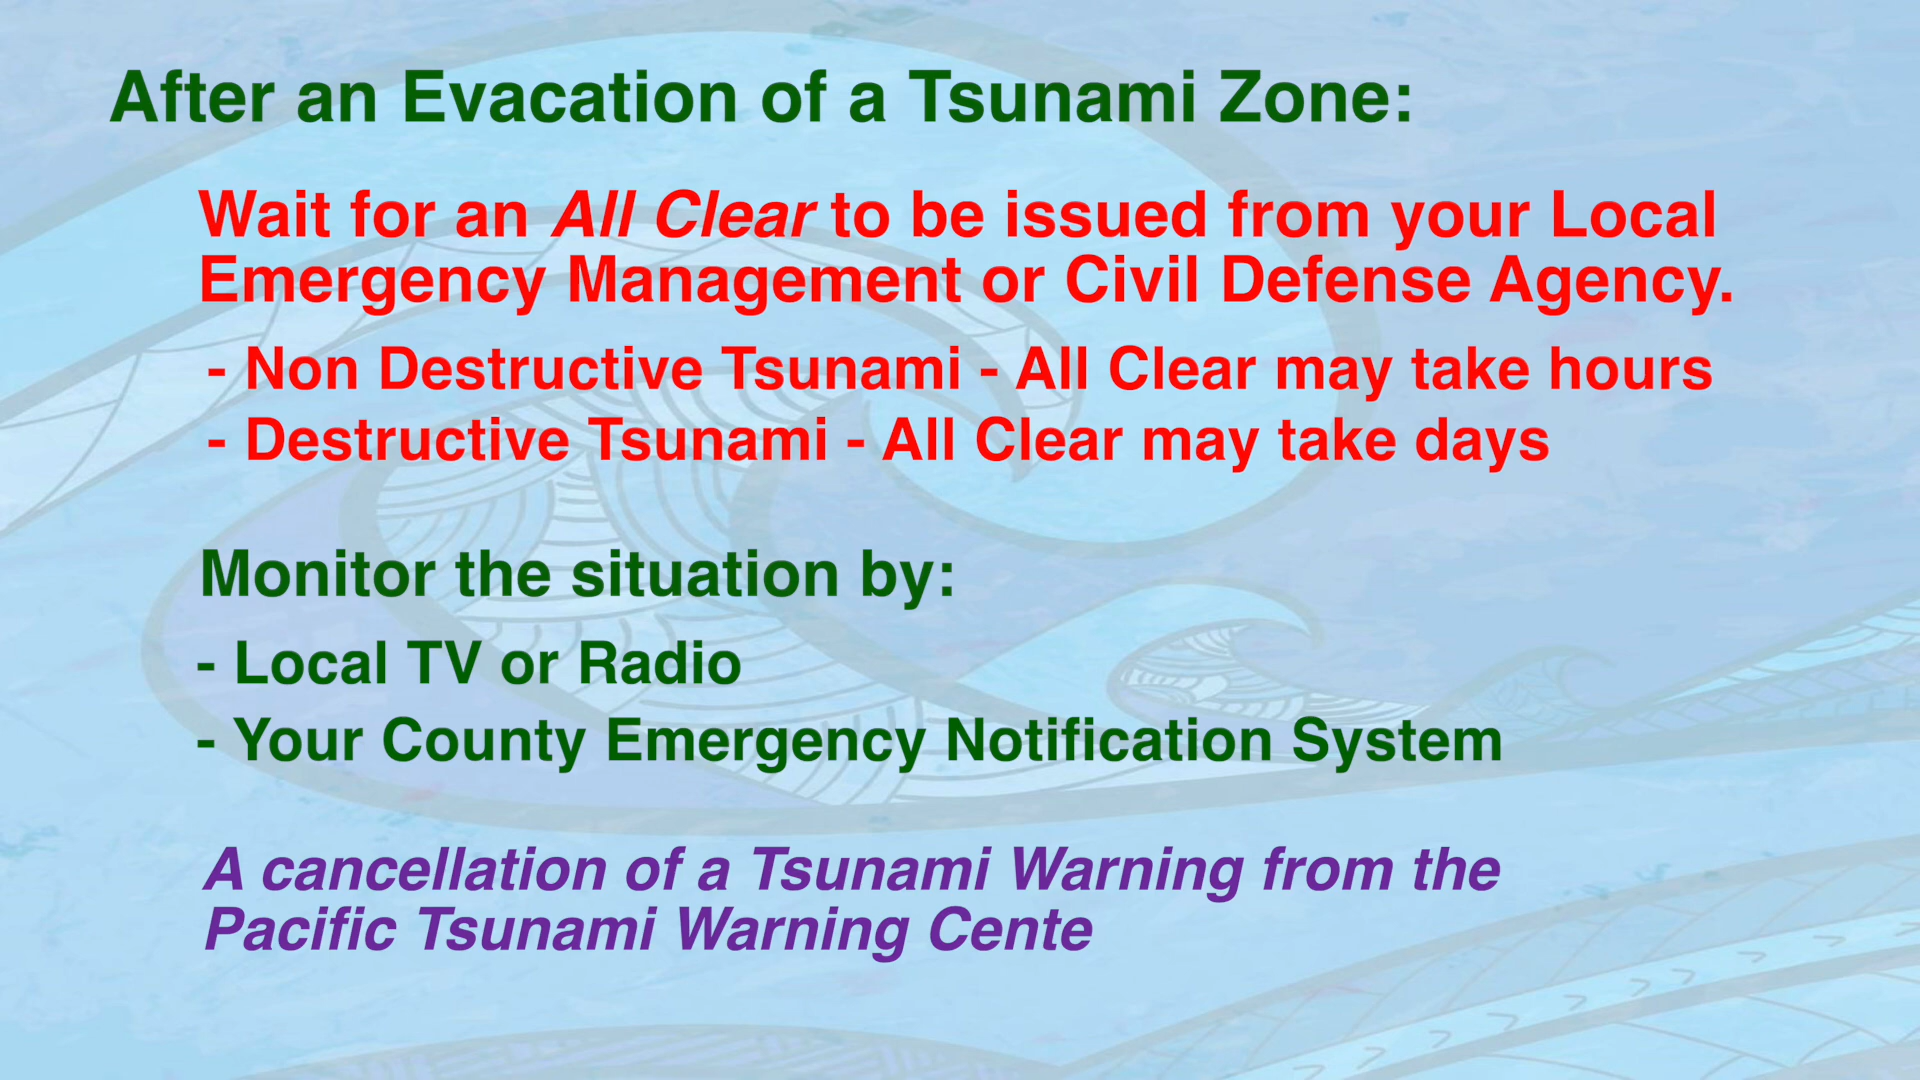 After an Evacation of a Tsunami Zone:
Wait for an All Clear to be issued from your Local
Emergency Management or Civil Defense Agency.
- Non Destructive Tsunami - All Clear may take hours
- Destructive Tsunami - All Clear may take days
Monitor the situation by:
- Local TV or Radio
- Your County Emergency Notification System
A cancellation of a Tsunami Warning from the
Pacific Tsunami Warning Cente